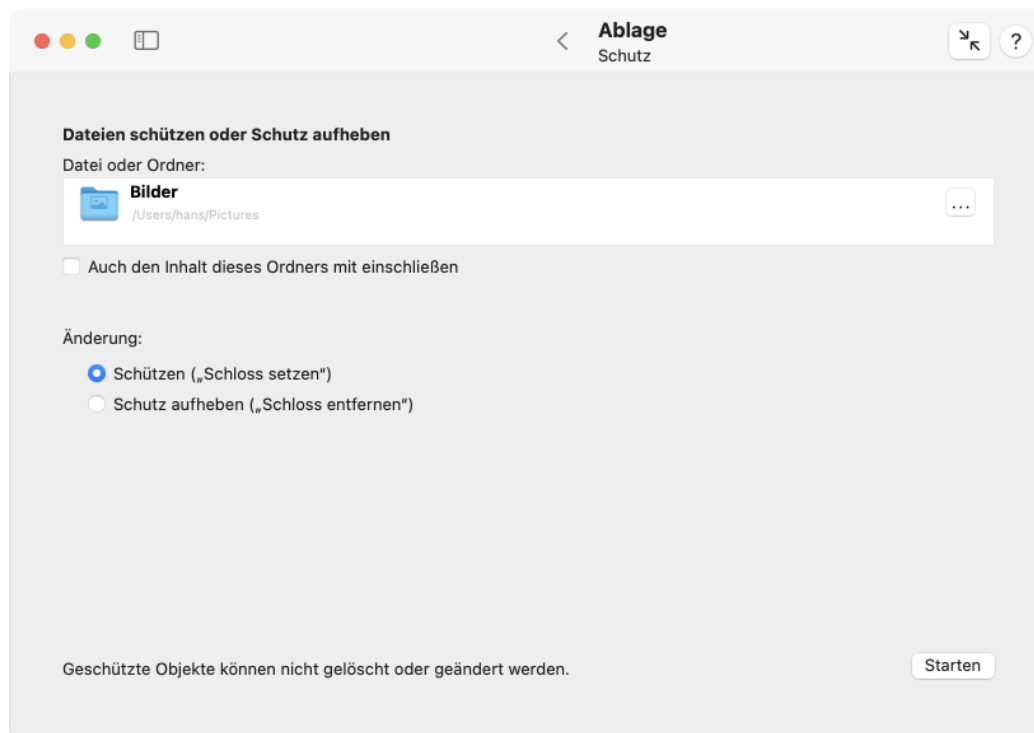 Ablage
Schutz
?
Dateien schützen oder Schutz aufheben
Datei oder Ordner:
Bilder
/Users/hans/Pictures
...
Auch den Inhalt dieses Ordners mit einschließen
Änderung:
Schützen („Schloss setzen“)
Schutz aufheben („Schloss entfernen“)
Geschützte Objekte können nicht gelöscht oder geändert werden.
Starten